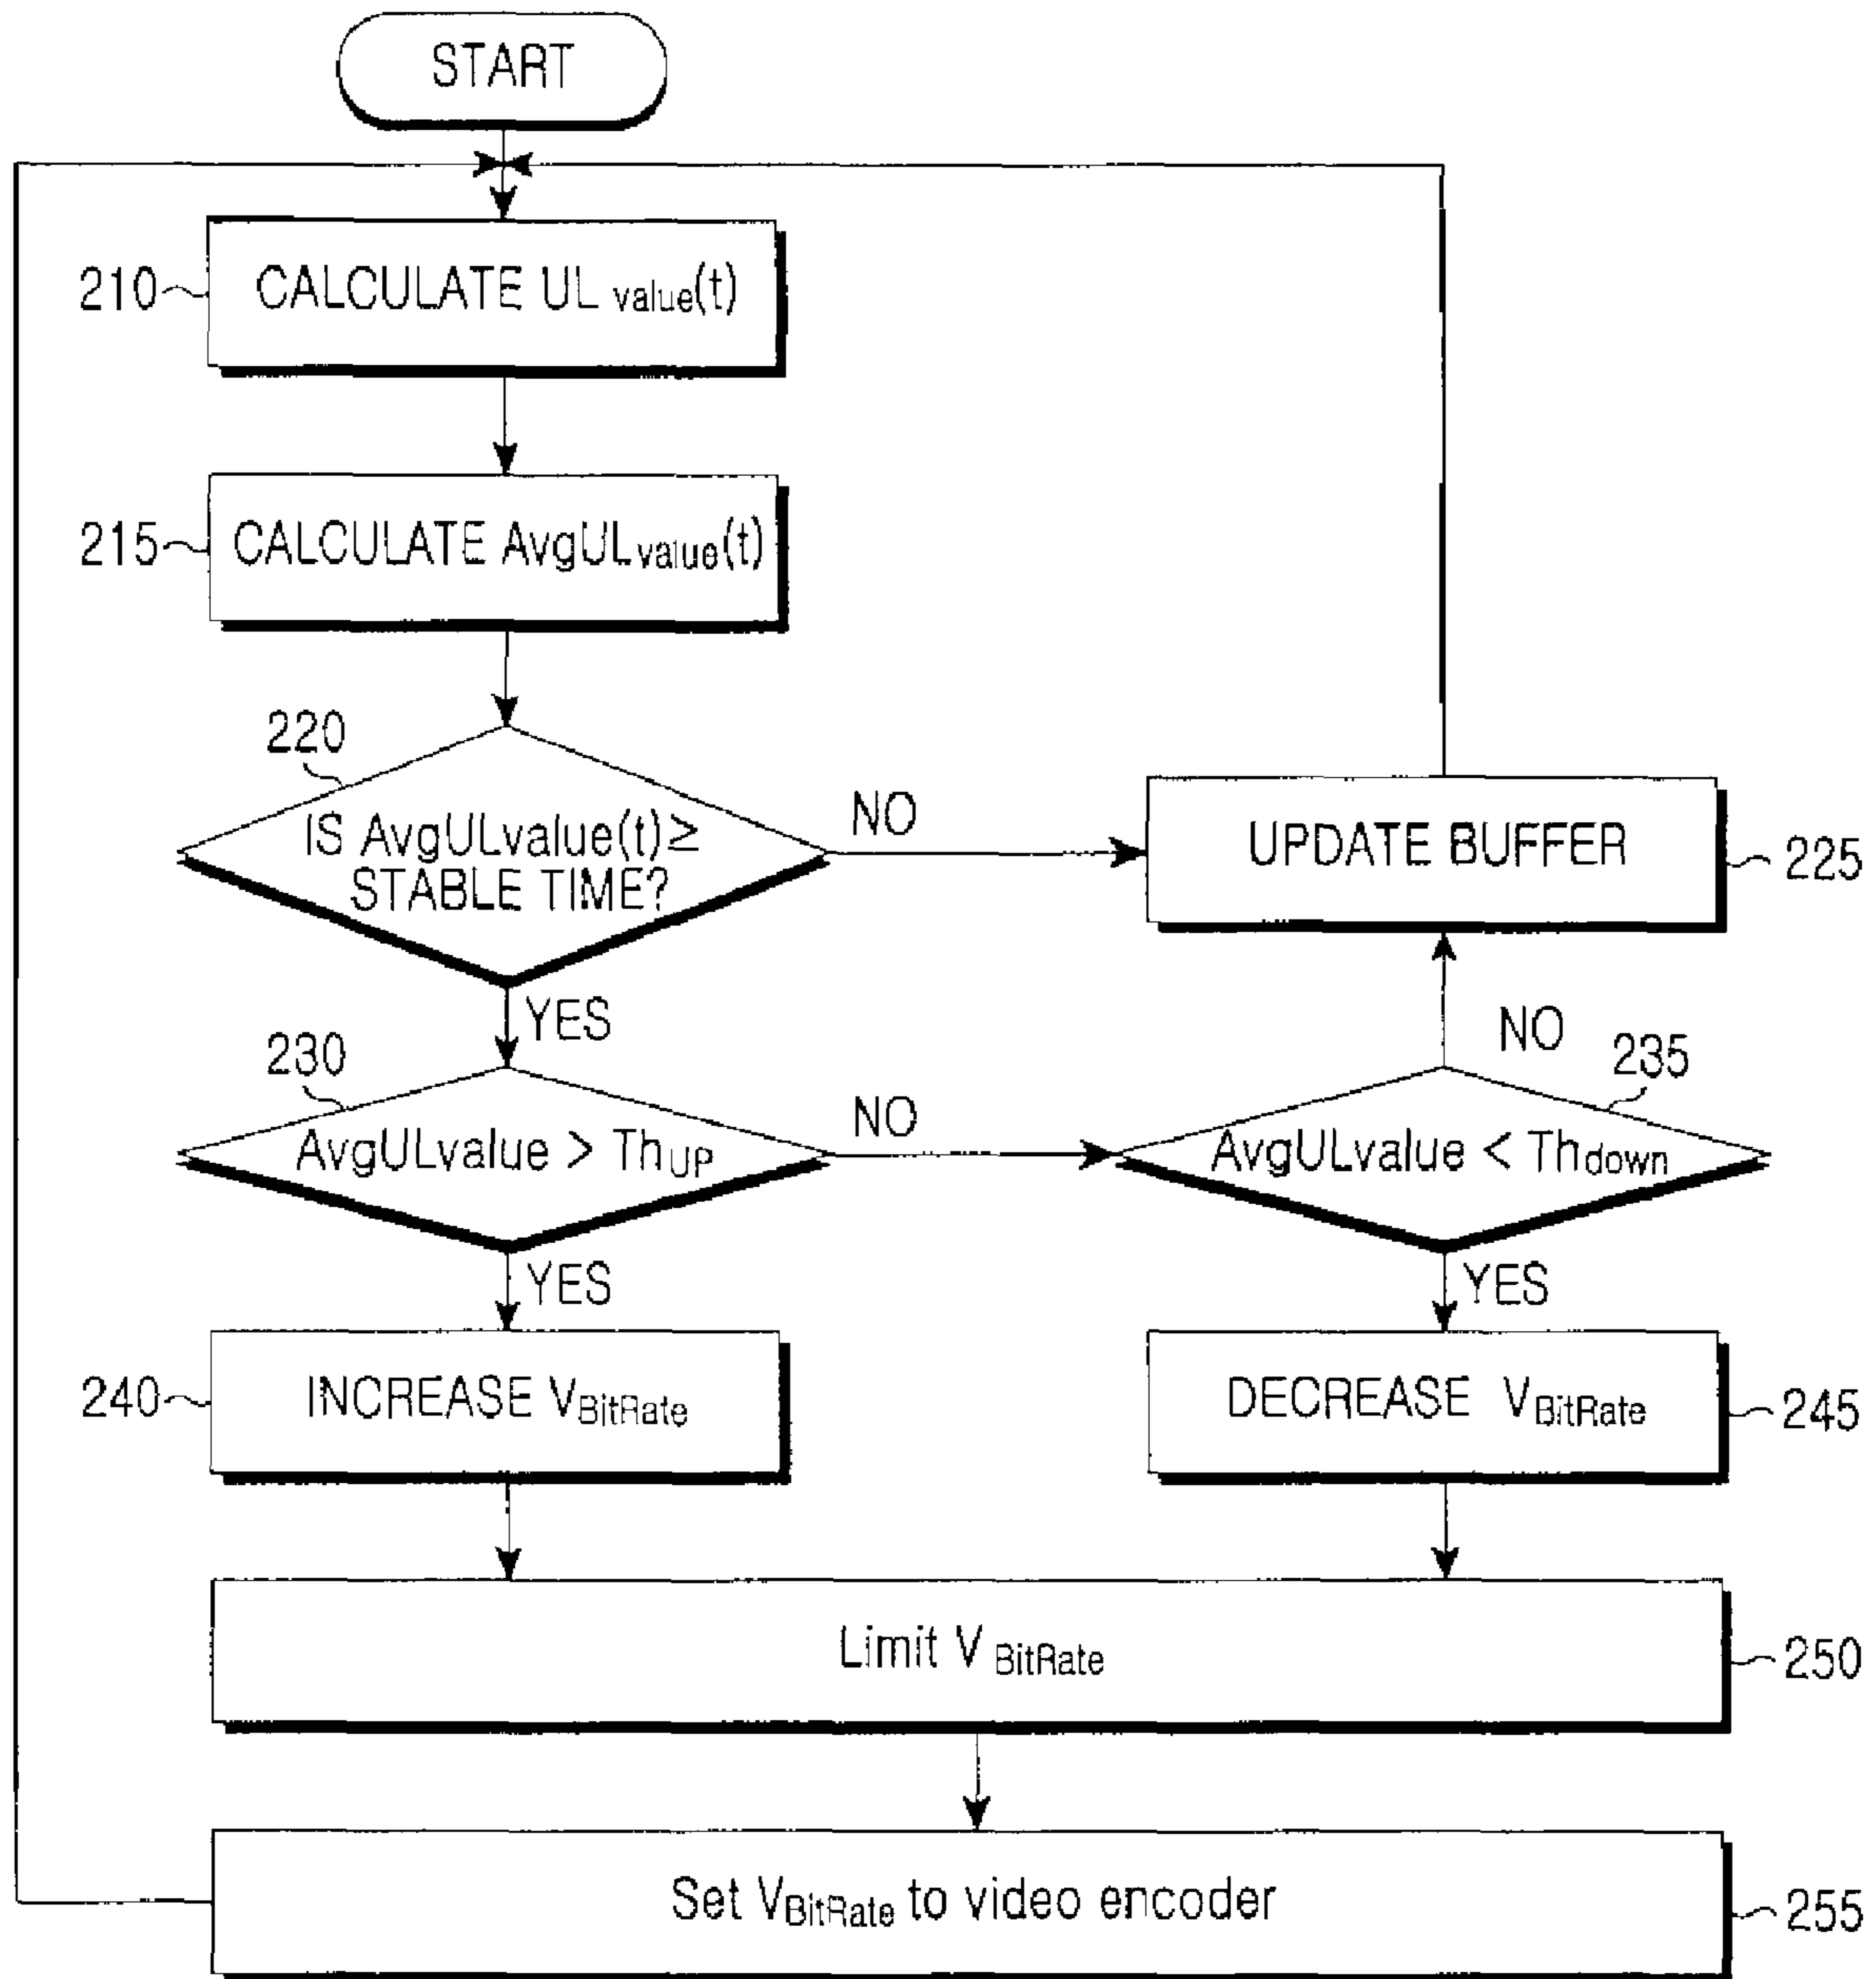 START
210
CALCULATE UL value(t)
215
CALCULATE AvgULvalue(t)
220
IS AvgULvalue(t)≥
STABLE TIME?
NO
UPDATE BUFFER
225
YES
230
AvgULvalue > ThUP
NO
NO
235
AvgULvalue < Thdown
YES
YES
240
INCREASE VBitRate
DECREASE VBitRate
245
Limit V BitRate
250
Set VBitRate to video encoder
255